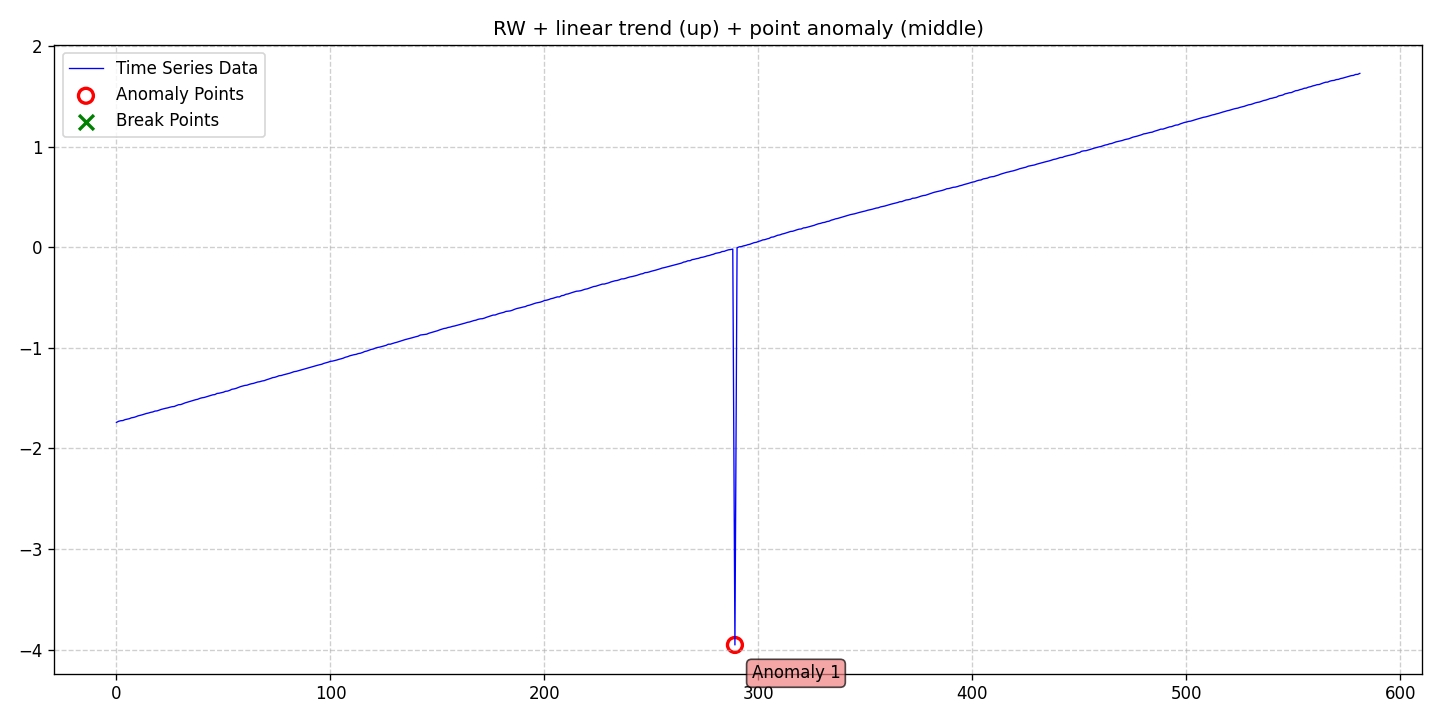 RW + linear trend (up) + point anomaly (middle)
Time Series Data
Anomaly Points
Break Points
2
1
0
−1
−2
−3
−4
Anomaly 1
0
100
200
300
400
500
600